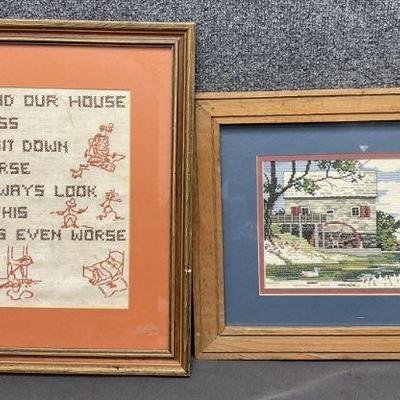 ND OUR HOUSE
SS
IT DOWN
RSE
WAYS LOOK
HIS
S EVEN WORSE